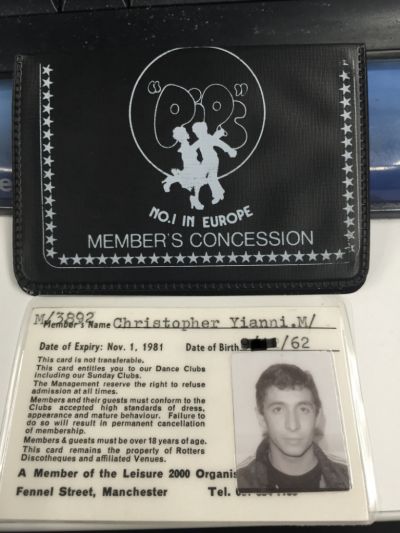 "PiPs"
NO.1 IN EUROPE
MEMBER'S CONCESSION
M/3892
Member's Name Christopher Yianni.M/
Date of Expiry: Nov. 1, 1981 Date of Birth /62
This card is not transferable.
This card entitles you to our Dance Clubs
including our Sunday Clubs.
The Management reserve the right to refuse
admission at all times.
Members and their guests must conform to the
Clubs accepted high standards of dress,
appearance and mature behaviour. Failure to
do so will result in permanent cancellation
of membership.
Members & guests must be over 18 years of age.
This card remains the property of Rotters
Discotheques and affiliated Venues.
A Member of the Leisure 2000 Organis
Fennel Street, Manchester Tel.